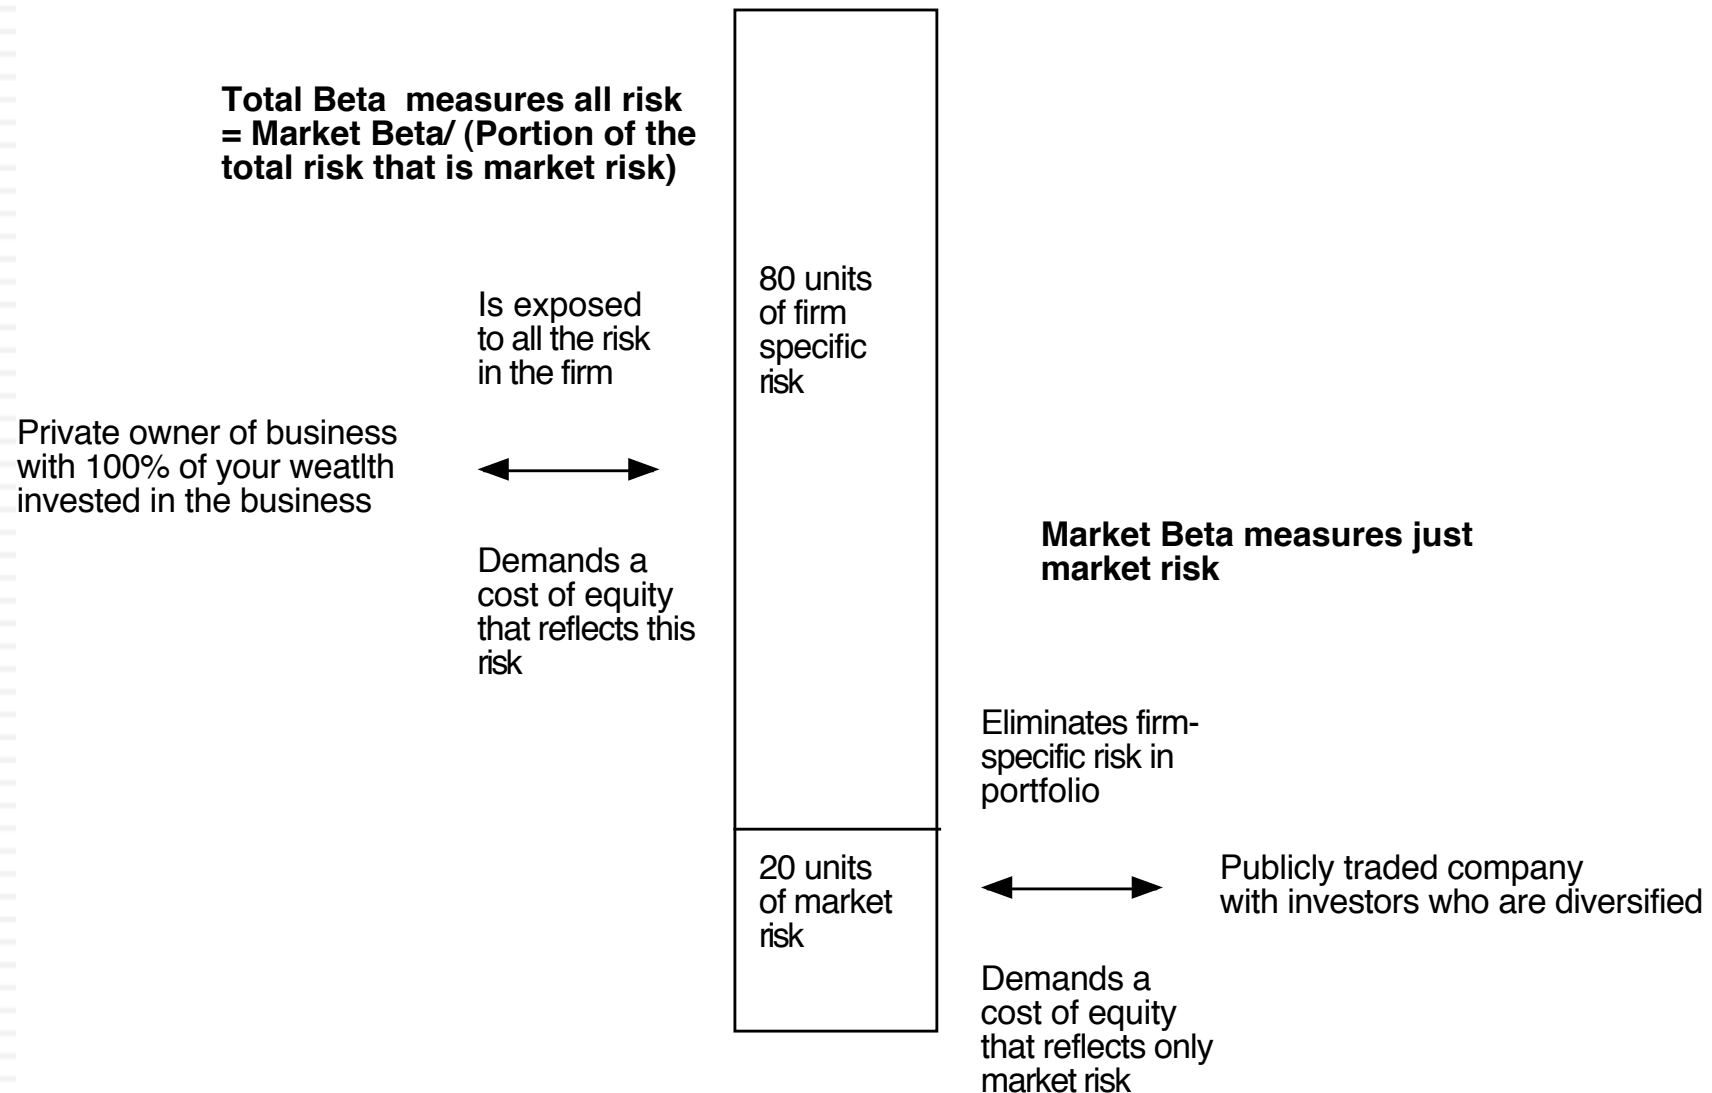 Total Beta measures all risk
= Market Beta/ (Portion of the
total risk that is market risk)
80 units
of firm
specific
risk
Is exposed
to all the risk
in the firm
Private owner of business
with 100% of your weatlth
invested in the business
Demands a
cost of equity
that reflects this
risk
Market Beta measures just
market risk
Eliminates firm-
specific risk in
portfolio
20 units
of market
risk
Publicly traded company
with investors who are diversified
Demands a
cost of equity
that reflects only
market risk